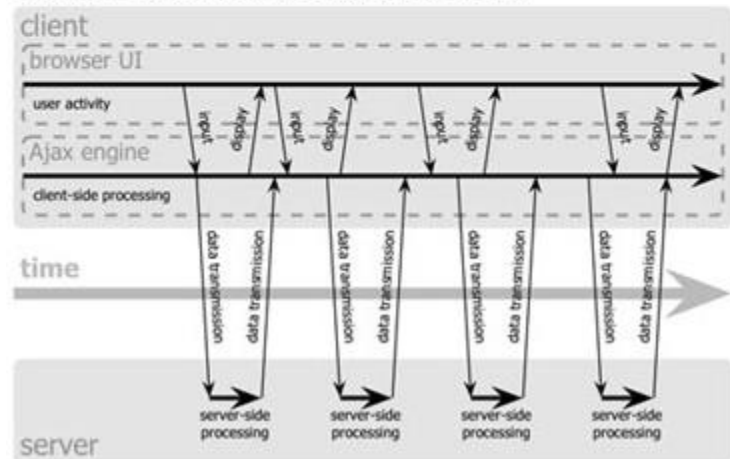 client
browser UI
user activity
input
display
input
display
input
display
input
display
Ajax engine
client-side processing
time
data transmission
data transmission
data transmission
data transmission
data transmission
data transmission
data transmission
data transmission
server-side
processing
server-side
processing
server-side
processing
server-side
processing
server